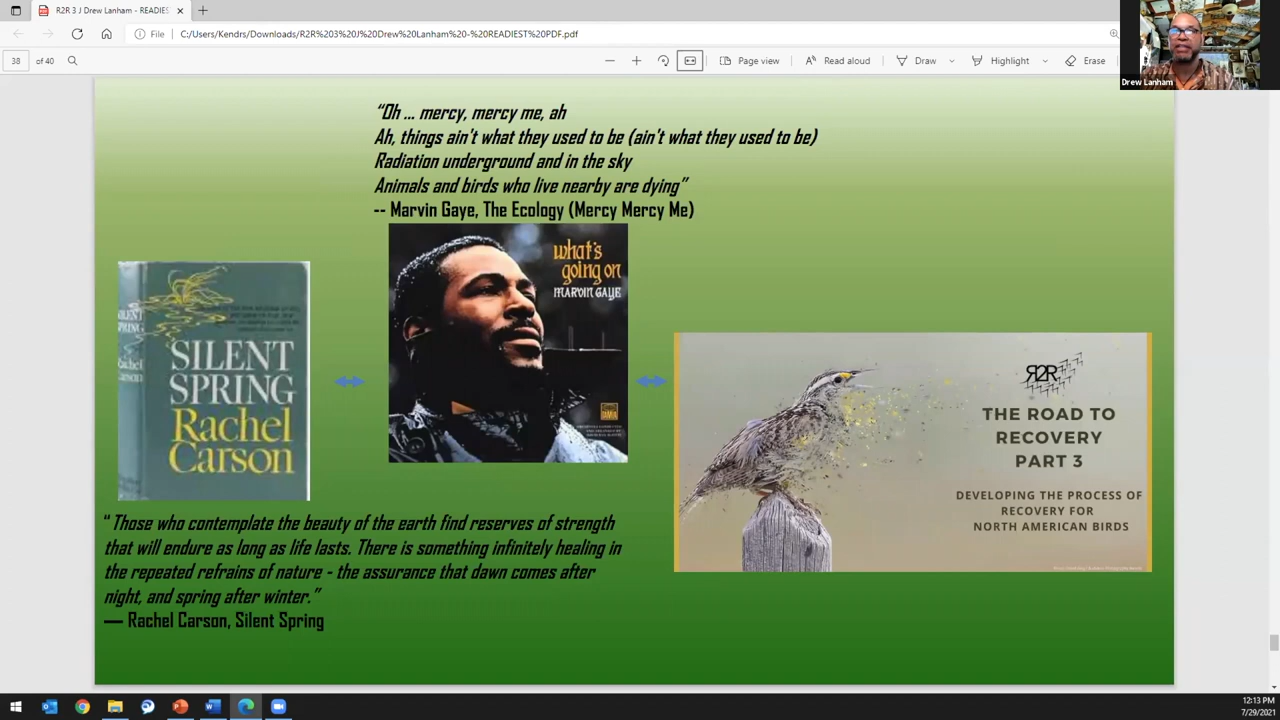 R2R 3 J Drew Lanham - READIEST
File
C:/Users/Kendrs/Downloads/R2R%203%20J%20Drew%20Lanham%20-%20READIEST%20PDF.pdf
38 of 40
Page view
Read aloud
Draw
Highlight
Erase
Drew Lanham
“Oh ... mercy, mercy me, ah
Ah, things ain't what they used to be (ain't what they used to be)
Radiation underground and in the sky
Animals and birds who live nearby are dying”
-- Marvin Gaye, The Ecology (Mercy Mercy Me)
what's
going on
MARVIN GAYE
SILENT
SPRING
Rachel
Carson
SILENT
SPRING
Rachel
Carson
R2R
THE ROAD TO
RECOVERY
PART 3
DEVELOPING THE PROCESS OF
RECOVERY FOR
NORTH AMERICAN BIRDS
“Those who contemplate the beauty of the earth find reserves of strength
that will endure as long as life lasts. There is something infinitely healing in
the repeated refrains of nature - the assurance that dawn comes after
night, and spring after winter.”
— Rachel Carson, Silent Spring
12:13 PM
7/29/2021